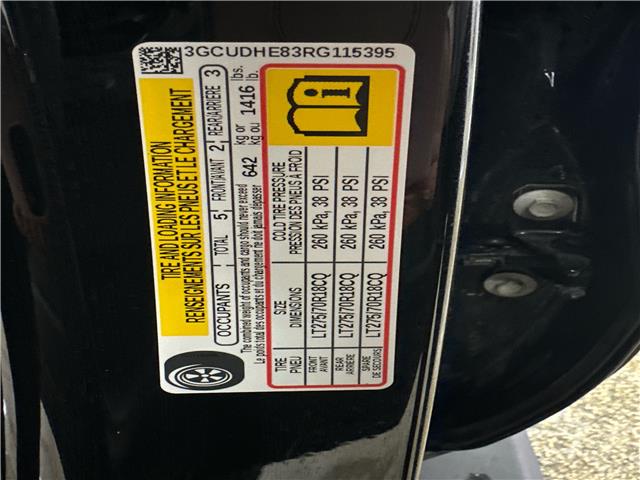 3GCUDHE83RG115395
TIRE AND LOADING INFORMATION
RENSEIGNEMENTS SUR LES PNEUS ET LE CHARGEMENT
OCCUPANTS TOTAL 5 FRONT/AVANT 2 REAR/ARRIÈRE 3
The combined weight of occupants and cargo should never exceed 642 kg or 1416 lbs.
Le poids total des occupants et du chargement ne doit jamais dépasser kg ou lb.
TIRE SIZE COLD TIRE PRESSURE
PNEU DIMENSIONS PRESSION DES PNEUS A FROID
FRONT LT275/70R18CQ 260 kPa, 38 PSI
AVANT
REAR LT275/70R18CQ 260 kPa, 38 PSI
ARRIÈRE
SPARE LT275/70R18CQ 260 kPa, 38 PSI
DE SECOURS